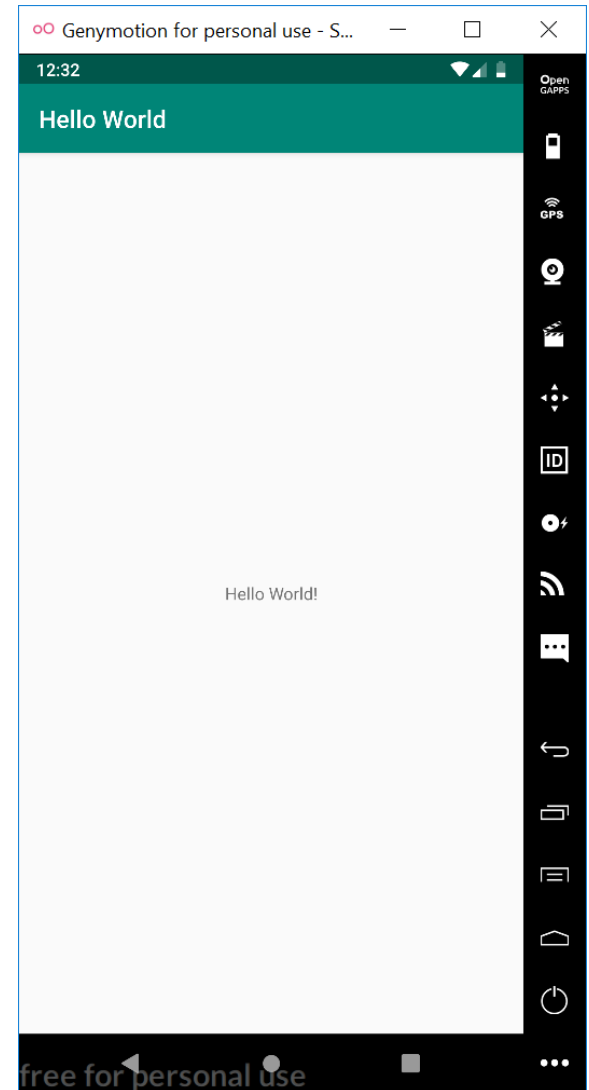 Genymotion for personal use - S...
12:32
Open
GAPPS
Hello World
GPS
ID
Hello World!
free for personal use